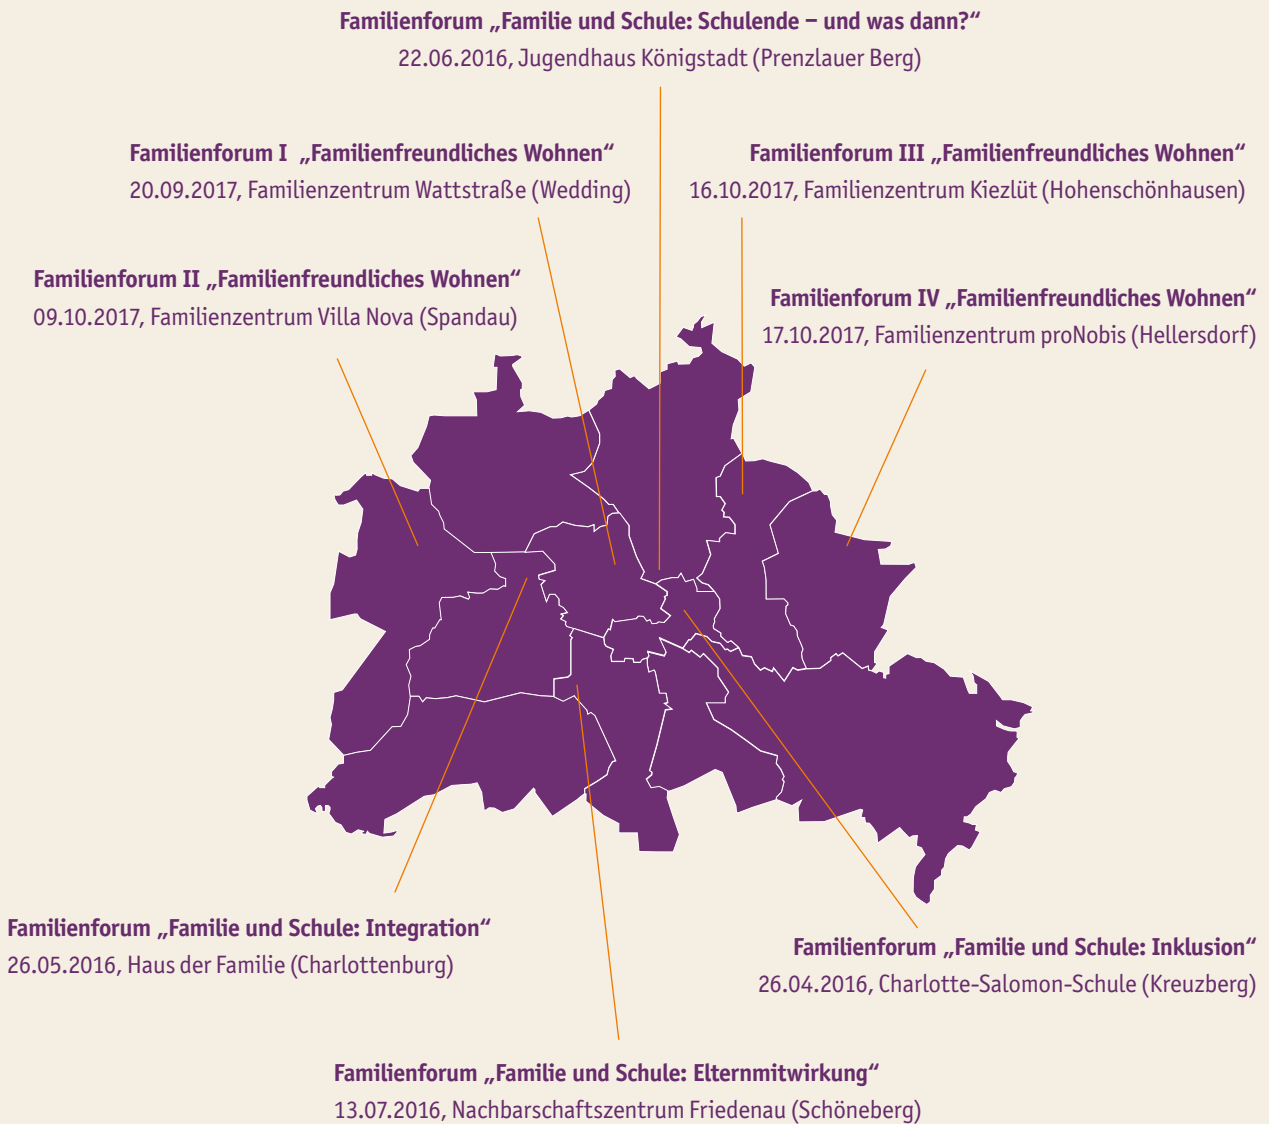 Familienforum „Familie und Schule: Schulende – und was dann?“
22.06.2016, Jugendhaus Königstadt (Prenzlauer Berg)
Familienforum I „Familienfreundliches Wohnen“
20.09.2017, Familienzentrum Wattstraße (Wedding)
Familienforum III „Familienfreundliches Wohnen“
16.10.2017, Familienzentrum Kiezlüt (Hohenschönhausen)
Familienforum II „Familienfreundliches Wohnen“
09.10.2017, Familienzentrum Villa Nova (Spandau)
Familienforum IV „Familienfreundliches Wohnen“
17.10.2017, Familienzentrum proNobis (Hellersdorf)
Familienforum „Familie und Schule: Integration“
26.05.2016, Haus der Familie (Charlottenburg)
Familienforum „Familie und Schule: Inklusion“
26.04.2016, Charlotte-Salomon-Schule (Kreuzberg)
Familienforum „Familie und Schule: Elternmitwirkung“
13.07.2016, Nachbarschaftszentrum Friedenau (Schöneberg)